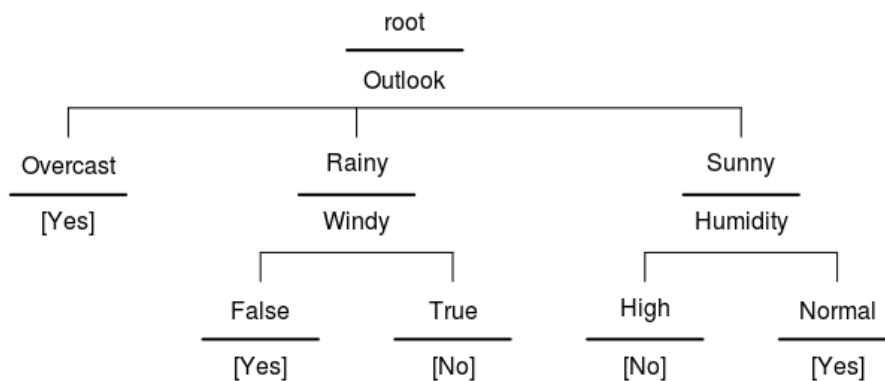 root
Outlook
Overcast Rainy Sunny
[Yes] Windy Humidity
False True High Normal
[Yes] [No] [No] [Yes]